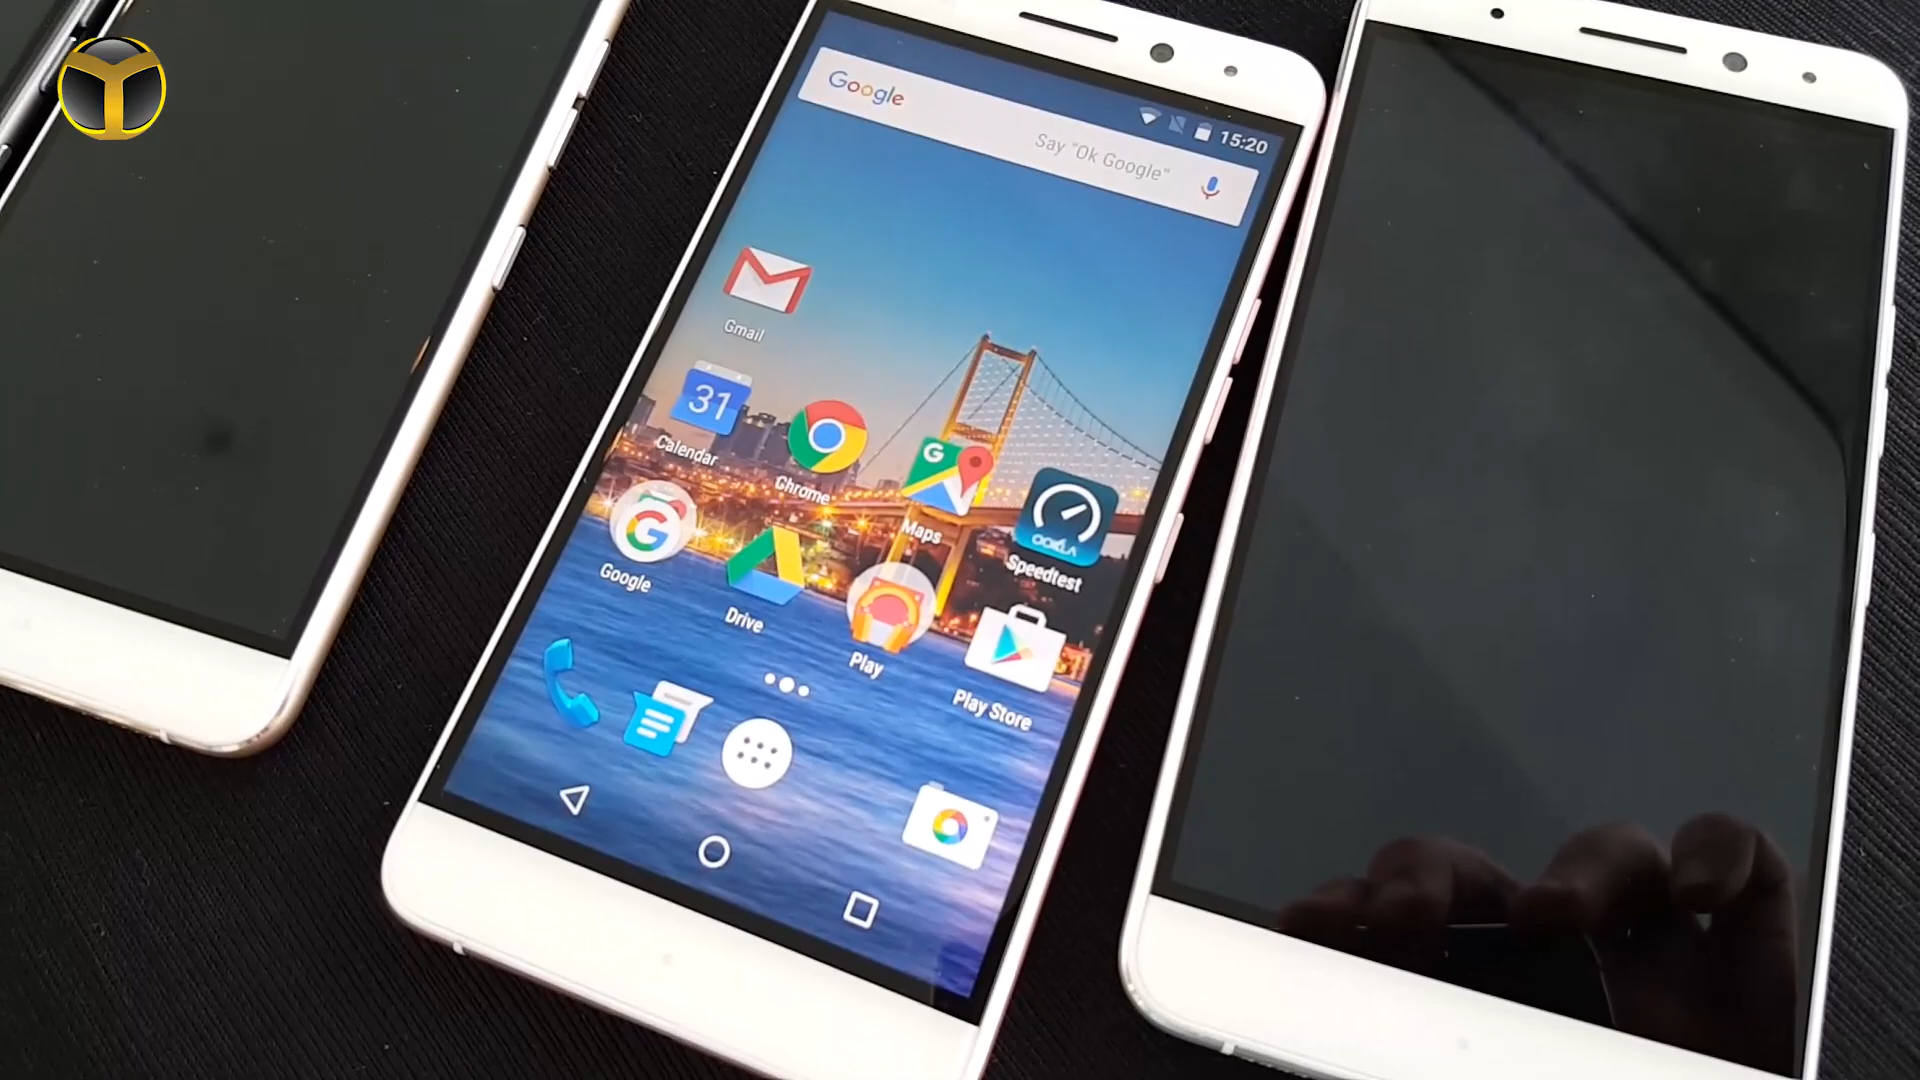 Google
15:20
Say "Ok Google"
Gmail
31
Calendar
Chrome
G
Maps
OOKLA
Speedtest
G
Google
Drive
Play
Play Store